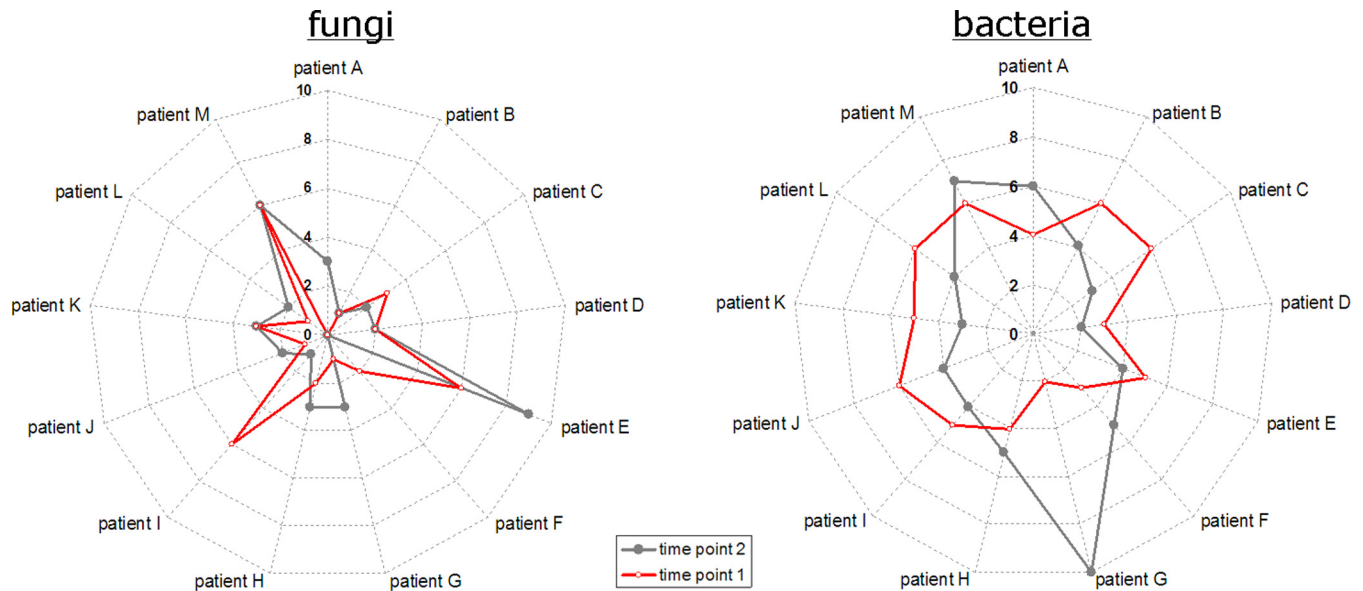 fungi
patient A
patient B
patient C
patient D
patient E
patient F
patient G
patient H
patient I
patient J
patient K
patient L
patient M
10
8
6
4
2
0
bacteria
patient A
patient B
patient C
patient D
patient E
patient F
patient G
patient H
patient I
patient J
patient K
patient L
patient M
10
8
6
4
2
0
time point 2
time point 1